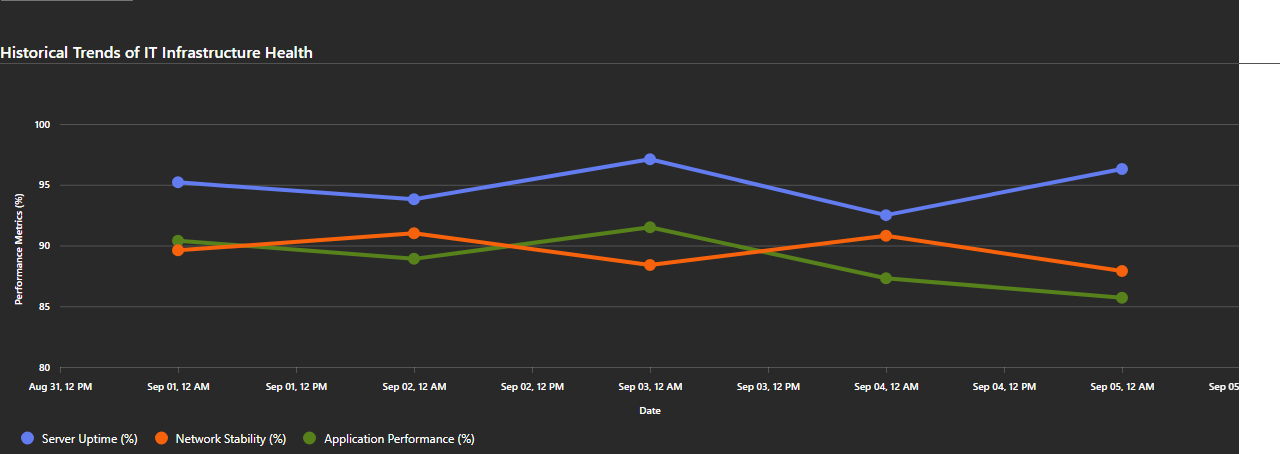 Historical Trends of IT Infrastructure Health
100
95
90
85
80
Performance Metrics (%)
Aug 31, 12 PM Sep 01, 12 AM Sep 01, 12 PM Sep 02, 12 AM Sep 02, 12 PM Sep 03, 12 AM Sep 03, 12 PM Sep 04, 12 AM Sep 04, 12 PM Sep 05, 12 AM Sep 05
Date
Server Uptime (%) Network Stability (%) Application Performance (%)